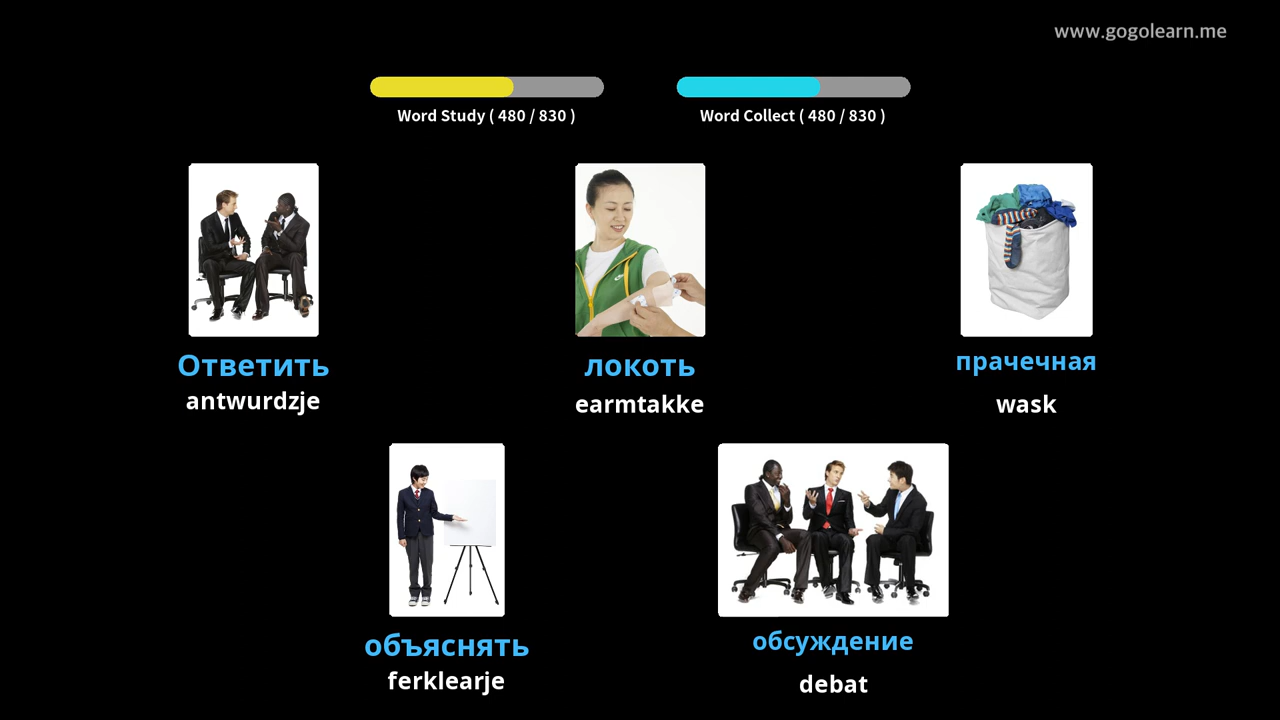 www.gogolearn.me
Word Study ( 480 / 830 )
Word Collect ( 480 / 830 )
Ответить
antwurdzje
локоть
earmtakke
прачечная
wask
объяснять
ferklearje
обсуждение
debat